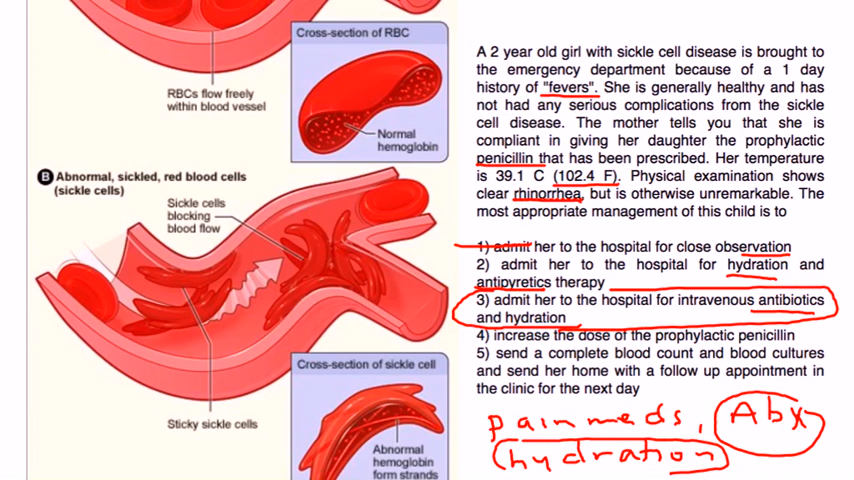 Cross-section of RBC
RBCs flow freely
within blood vessel
Normal
hemoglobin
B Abnormal, sickled, red blood cells
(sickle cells)
Sickle cells
blocking
blood flow
Cross-section of sickle cell
Sticky sickle cells
Abnormal
hemoglobin
form strands
A 2 year old girl with sickle cell disease is brought to
the emergency department because of a 1 day
history of "fevers". She is generally healthy and has
not had any serious complications from the sickle
cell disease. The mother tells you that she is
compliant in giving her daughter the prophylactic
penicillin that has been prescribed. Her temperature
is 39.1 C (102.4 F). Physical examination shows
clear rhinorrhea, but is otherwise unremarkable. The
most appropriate management of this child is to
1) admit her to the hospital for close observation
2) admit her to the hospital for hydration and
antipyretics therapy
3) admit her to the hospital for intravenous antibiotics
and hydration
4) increase the dose of the prophylactic penicillin
5) send a complete blood count and blood cultures
and send her home with a follow up appointment in
the clinic for the next day
pain meds, Abx
hydration